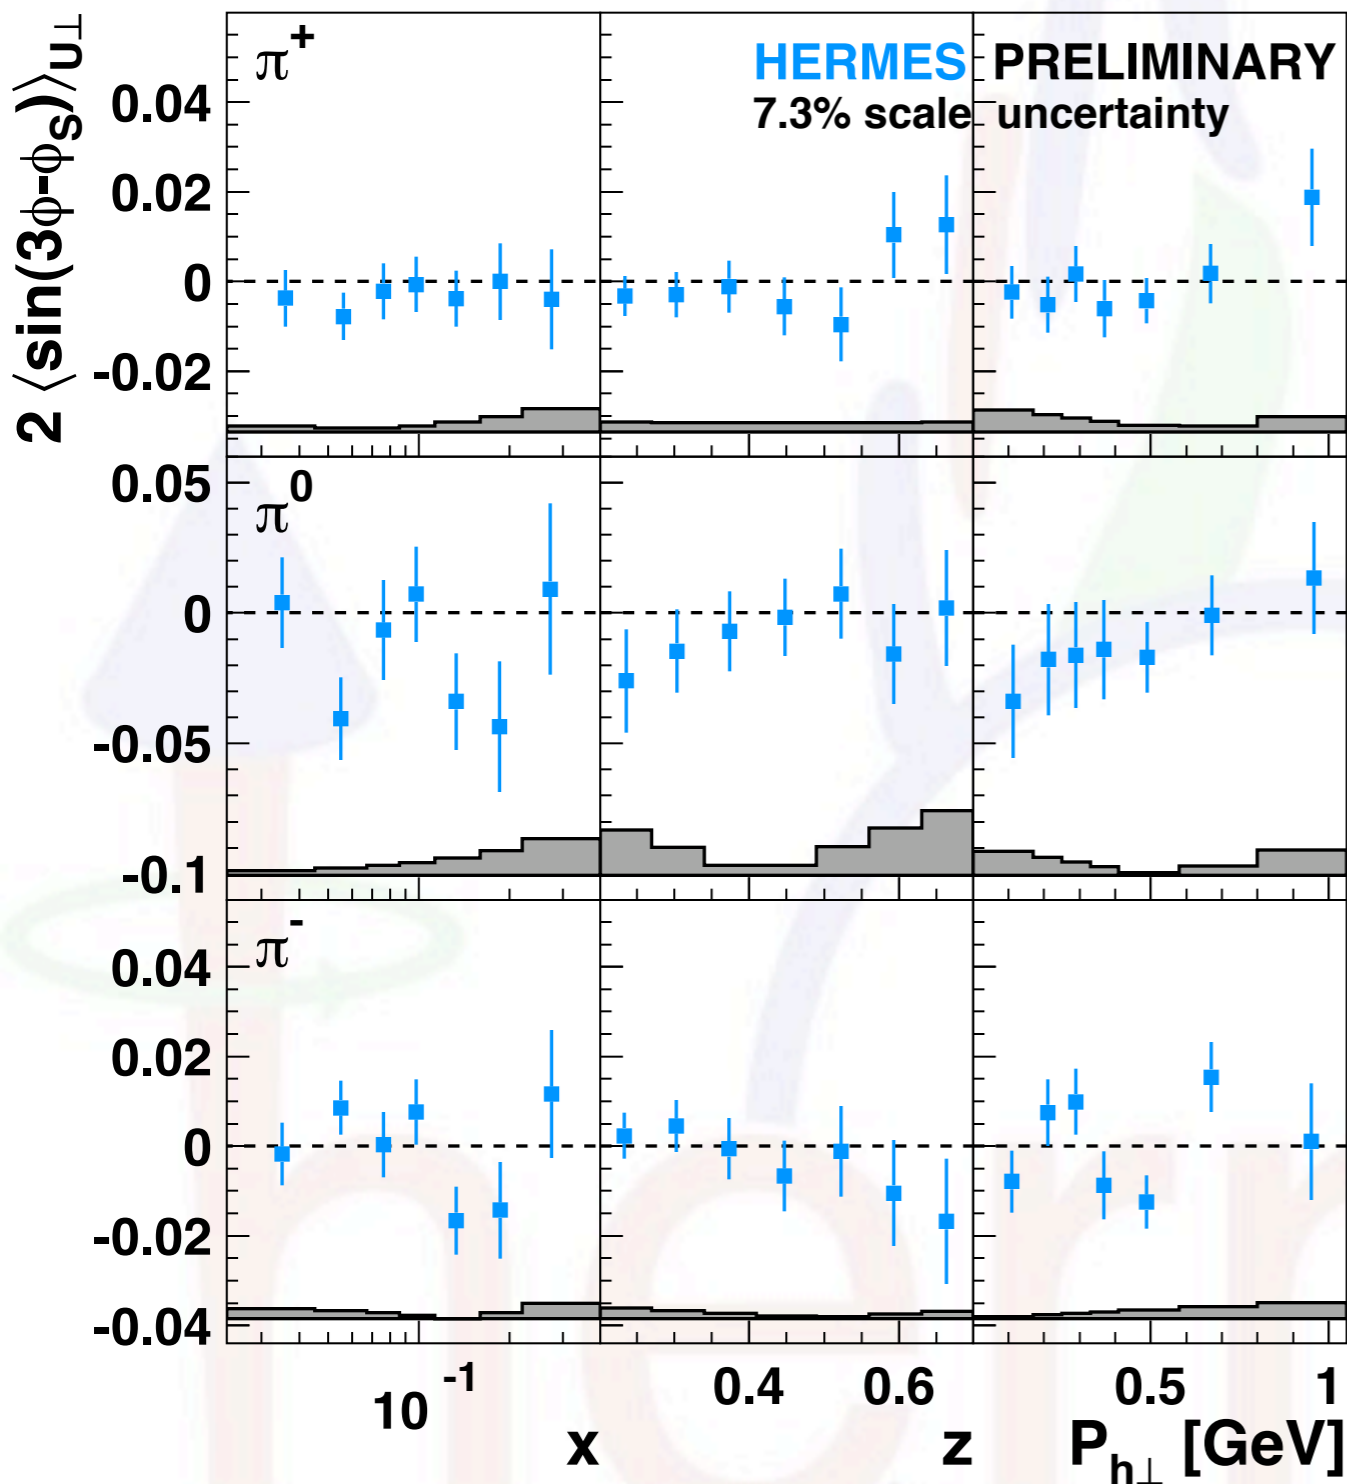 2 ⟨sin(3ϕ-ϕS)⟩U⊥
π+
HERMES PRELIMINARY
7.3% scale uncertainty
0.04
0.02
0
-0.02
π0
0.05
0
-0.05
-0.1
π-
0.04
0.02
0
-0.02
-0.04
10-1
0.4 0.6
0.5 1
x
z
Ph⊥ [GeV]
herm